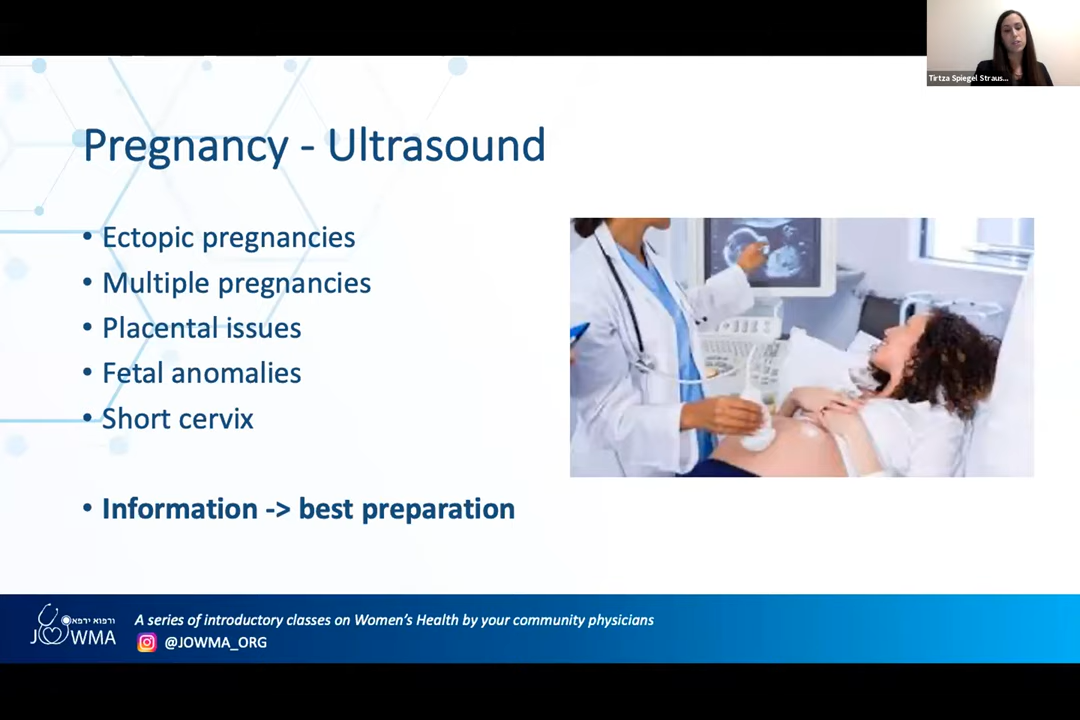 Tirtza Spiegel Straus...
Pregnancy - Ultrasound
• Ectopic pregnancies
• Multiple pregnancies
• Placental issues
• Fetal anomalies
• Short cervix
• Information -> best preparation
ורפוא ירפא
JOWMA
A series of introductory classes on Women's Health by your community physicians
@JOWMA_ORG